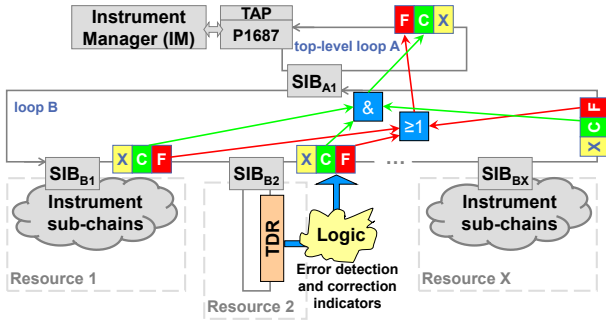 Instrument
Manager (IM)
TAP
P1687
F C X
top-level loop A
SIBA1
loop B
&
≥1
F
C
X
X C F
X C F
SIBB1
SIBB2
...
SIBBX
Instrument
sub-chains
TDR
Logic
Instrument
sub-chains
Error detection
and correction
indicators
Resource 1
Resource 2
Resource X